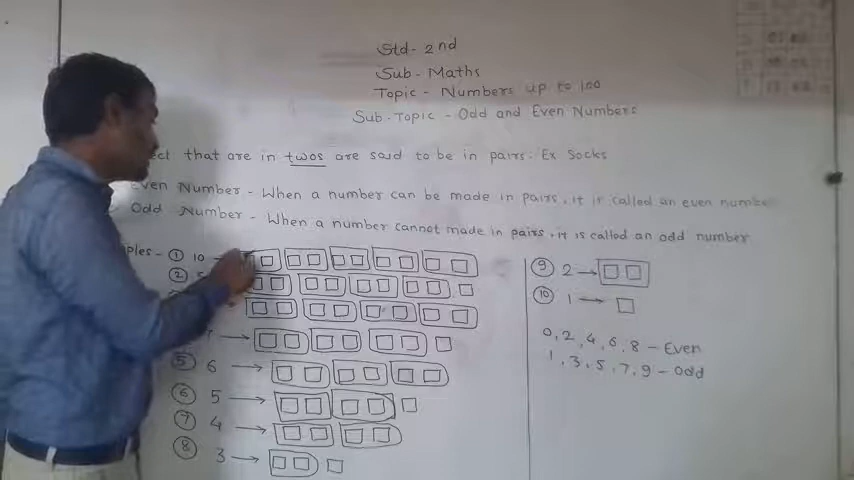 Std- 2nd
Sub- Maths
Topic- Numbers up to 100
Sub-Topic - Odd and Even Numbers
that are in twos are said to be in pairs. Ex Socks
Even Number - When a number can be made in pairs, it is called an even number
Odd Number - When a number cannot made in pairs, it is called an odd number
① 10
②
⑤ 6 →
⑥ 5 →
⑦ 4 →
⑧ 3 →
⑨ 2 →
⑩ 1 →
0, 2, 4, 6, 8 - Even
1, 3, 5, 7, 9 - Odd